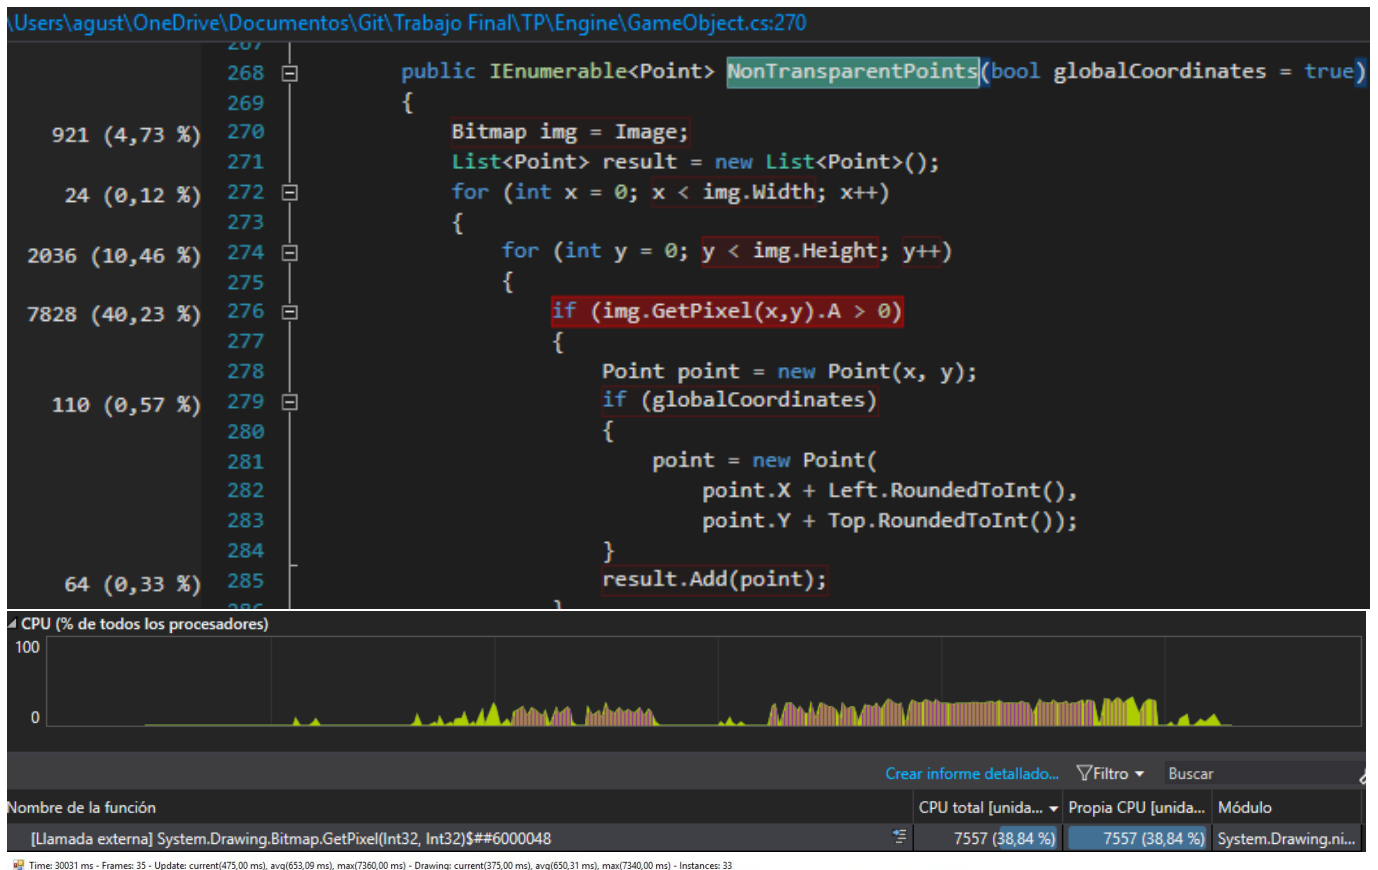 \Users\agust\OneDrive\Documentos\Git\Trabajo Final\TP\Engine\GameObject.cs:270
267
268 public IEnumerable<Point> NonTransparentPoints(bool globalCoordinates = true)
269 {
921 (4,73 %) 270 Bitmap img = Image;
271 List<Point> result = new List<Point>();
24 (0,12 %) 272 for (int x = 0; x < img.Width; x++)
273 {
2036 (10,46 %) 274 for (int y = 0; y < img.Height; y++)
275 {
7828 (40,23 %) 276 if (img.GetPixel(x,y).A > 0)
277 {
278 Point point = new Point(x, y);
110 (0,57 %) 279 if (globalCoordinates)
280 {
281 point = new Point(
282 point.X + Left.RoundedToInt(),
283 point.Y + Top.RoundedToInt());
284 }
64 (0,33 %) 285 result.Add(point);
286 }
CPU (% de todos los procesadores)
100
0
Crear informe detallado... Filtro Buscar
Nombre de la función CPU total [unida... Propia CPU [unida... Módulo
[Llamada externa] System.Drawing.Bitmap.GetPixel(Int32, Int32)$##6000048 7557 (38,84 %) 7557 (38,84 %) System.Drawing.ni...
Time: 30031 ms - Frames: 35 - Update: current(475,00 ms), avg(653,09 ms), max(7360,00 ms) - Drawing: current(375,00 ms), avg(650,31 ms), max(7340,00 ms) - Instances: 33